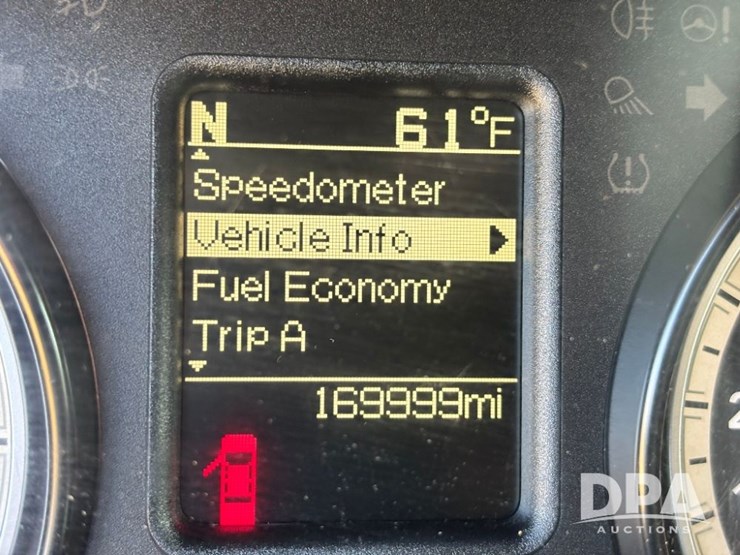 N 61°F
Speedometer
Vehicle Info
Fuel Economy
Trip A
169999mi
DPA
AUCTIONS